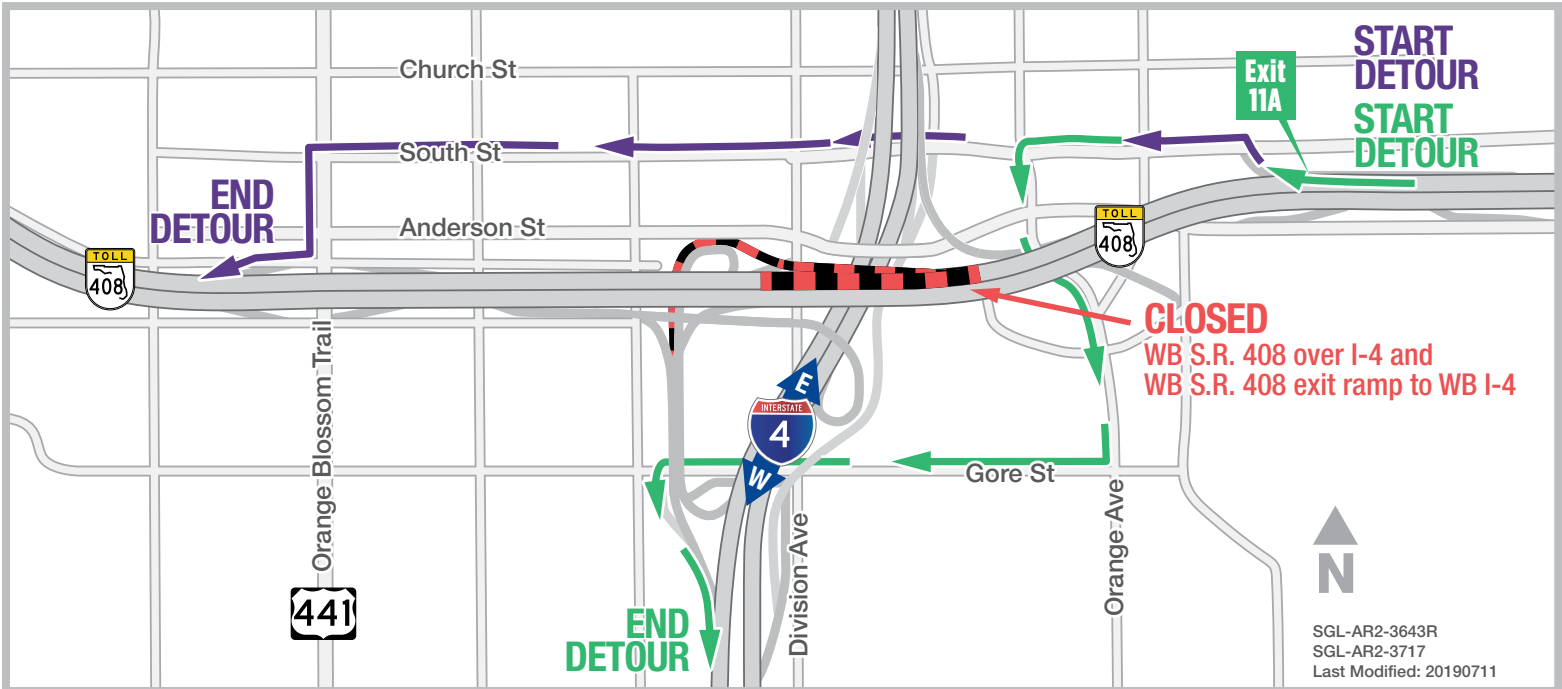 Church St
START
DETOUR
Exit
11A
START
DETOUR
South St
END
DETOUR
Anderson St
TOLL
408
TOLL
408
CLOSED
WB S.R. 408 over I-4 and
WB S.R. 408 exit ramp to WB I-4
Orange Blossom Trail
E
INTERSTATE
4
W
Gore St
Division Ave
Orange Ave
441
END
DETOUR
N
SGL-AR2-3643R
SGL-AR2-3717
Last Modified: 20190711